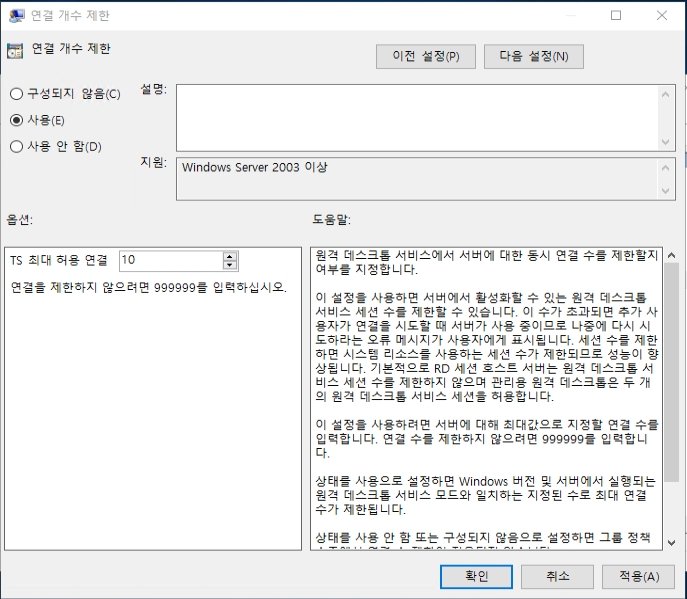 연결 개수 제한
연결 개수 제한
이전 설정(P)
다음 설정(N)
구성되지 않음(C)
사용(E)
사용 안 함(D)
설명:
지원:
Windows Server 2003 이상
옵션:
도움말:
TS 최대 허용 연결 10
연결을 제한하지 않으려면 999999를 입력하십시오.
원격 데스크톱 서비스에서 서버에 대한 동시 연결 수를 제한할지
여부를 지정합니다.
이 설정을 사용하면 서버에서 활성화할 수 있는 원격 데스크톱
서비스 세션 수를 제한할 수 있습니다. 이 수가 초과되면 추가 사
용자가 연결을 시도할 때 서버가 사용 중이므로 나중에 다시 시
도하라는 오류 메시지가 사용자에게 표시됩니다. 세션 수를 제한
하면 시스템 리소스를 사용하는 세션 수가 제한되므로 성능이 향
상됩니다. 기본적으로 RD 세션 호스트 서버는 원격 데스크톱 서
비스 세션 수를 제한하지 않으며 관리용 원격 데스크톱은 두 개
의 원격 데스크톱 서비스 세션을 허용합니다.
이 설정을 사용하려면 서버에 대해 최대값으로 지정할 연결 수를
입력합니다. 연결 수를 제한하지 않으려면 999999를 입력합니
다.
상태를 사용으로 설정하면 Windows 버전 및 서버에서 실행되는
원격 데스크톱 서비스 모드와 일치하는 지정된 수로 최대 연결
수가 제한됩니다.
상태를 사용 안 함 또는 구성되지 않음으로 설정하면 그룹 정책
확인
취소
적용(A)